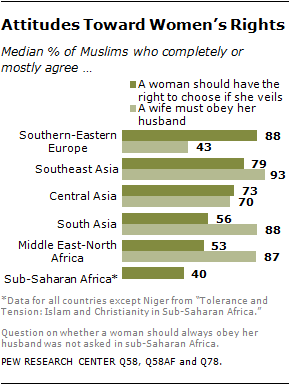 Attitudes Toward Women's Rights
Median % of Muslims who completely or
mostly agree …
A woman should have the
right to choose if she veils
A wife must obey her
husband
Southern-Eastern
Europe
88
43
Southeast Asia
79
93
Central Asia
73
70
South Asia
56
88
Middle East-North
Africa
53
87
Sub-Saharan Africa*
40
*Data for all countries except Niger from "Tolerance and
Tension: Islam and Christianity in Sub-Saharan Africa."
Question on whether a woman should always obey her
husband was not asked in sub-Saharan Africa.
PEW RESEARCH CENTER Q58, Q58AF and Q78.